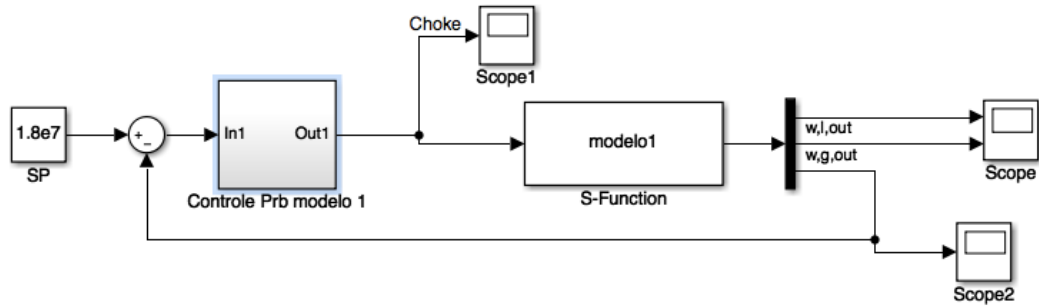 Choke
Scope1
1.8e7
SP
+
−
In1
Out1
Controle Prb modelo 1
modelo1
S-Function
w,l,out
w,g,out
Scope
Scope2